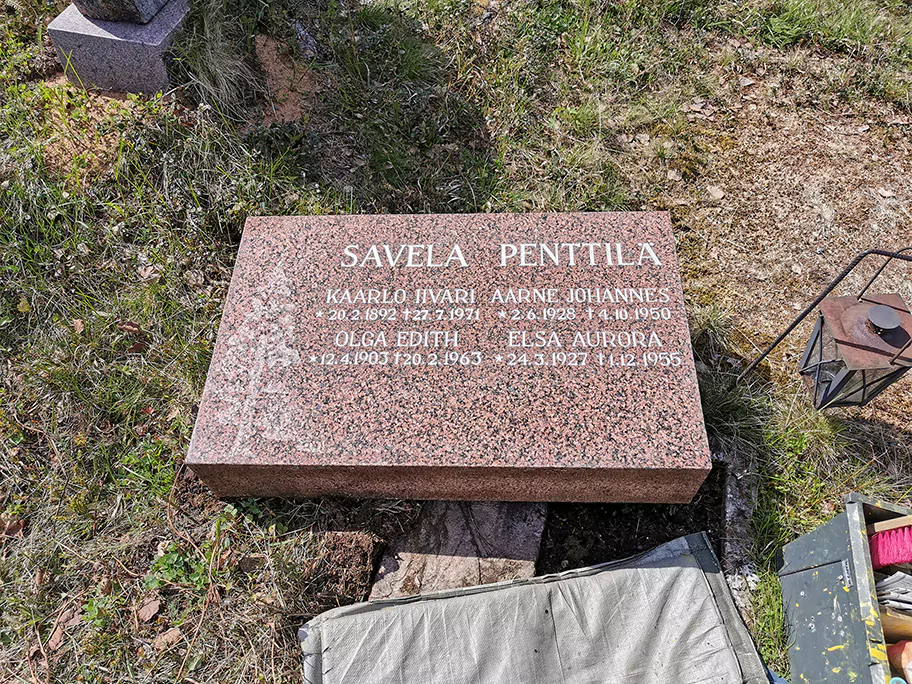 SAVELA PENTTILÄ
KAARLO IIVARI AARNE JOHANNES
* 20.2.1892 † 27.7.1971 * 2.6.1928 † 4.10.1950
OLGA EDITH ELSA AURORA
* 12.4.1903 † 20.2.1963 * 24.3.1927 † 1.12.1955